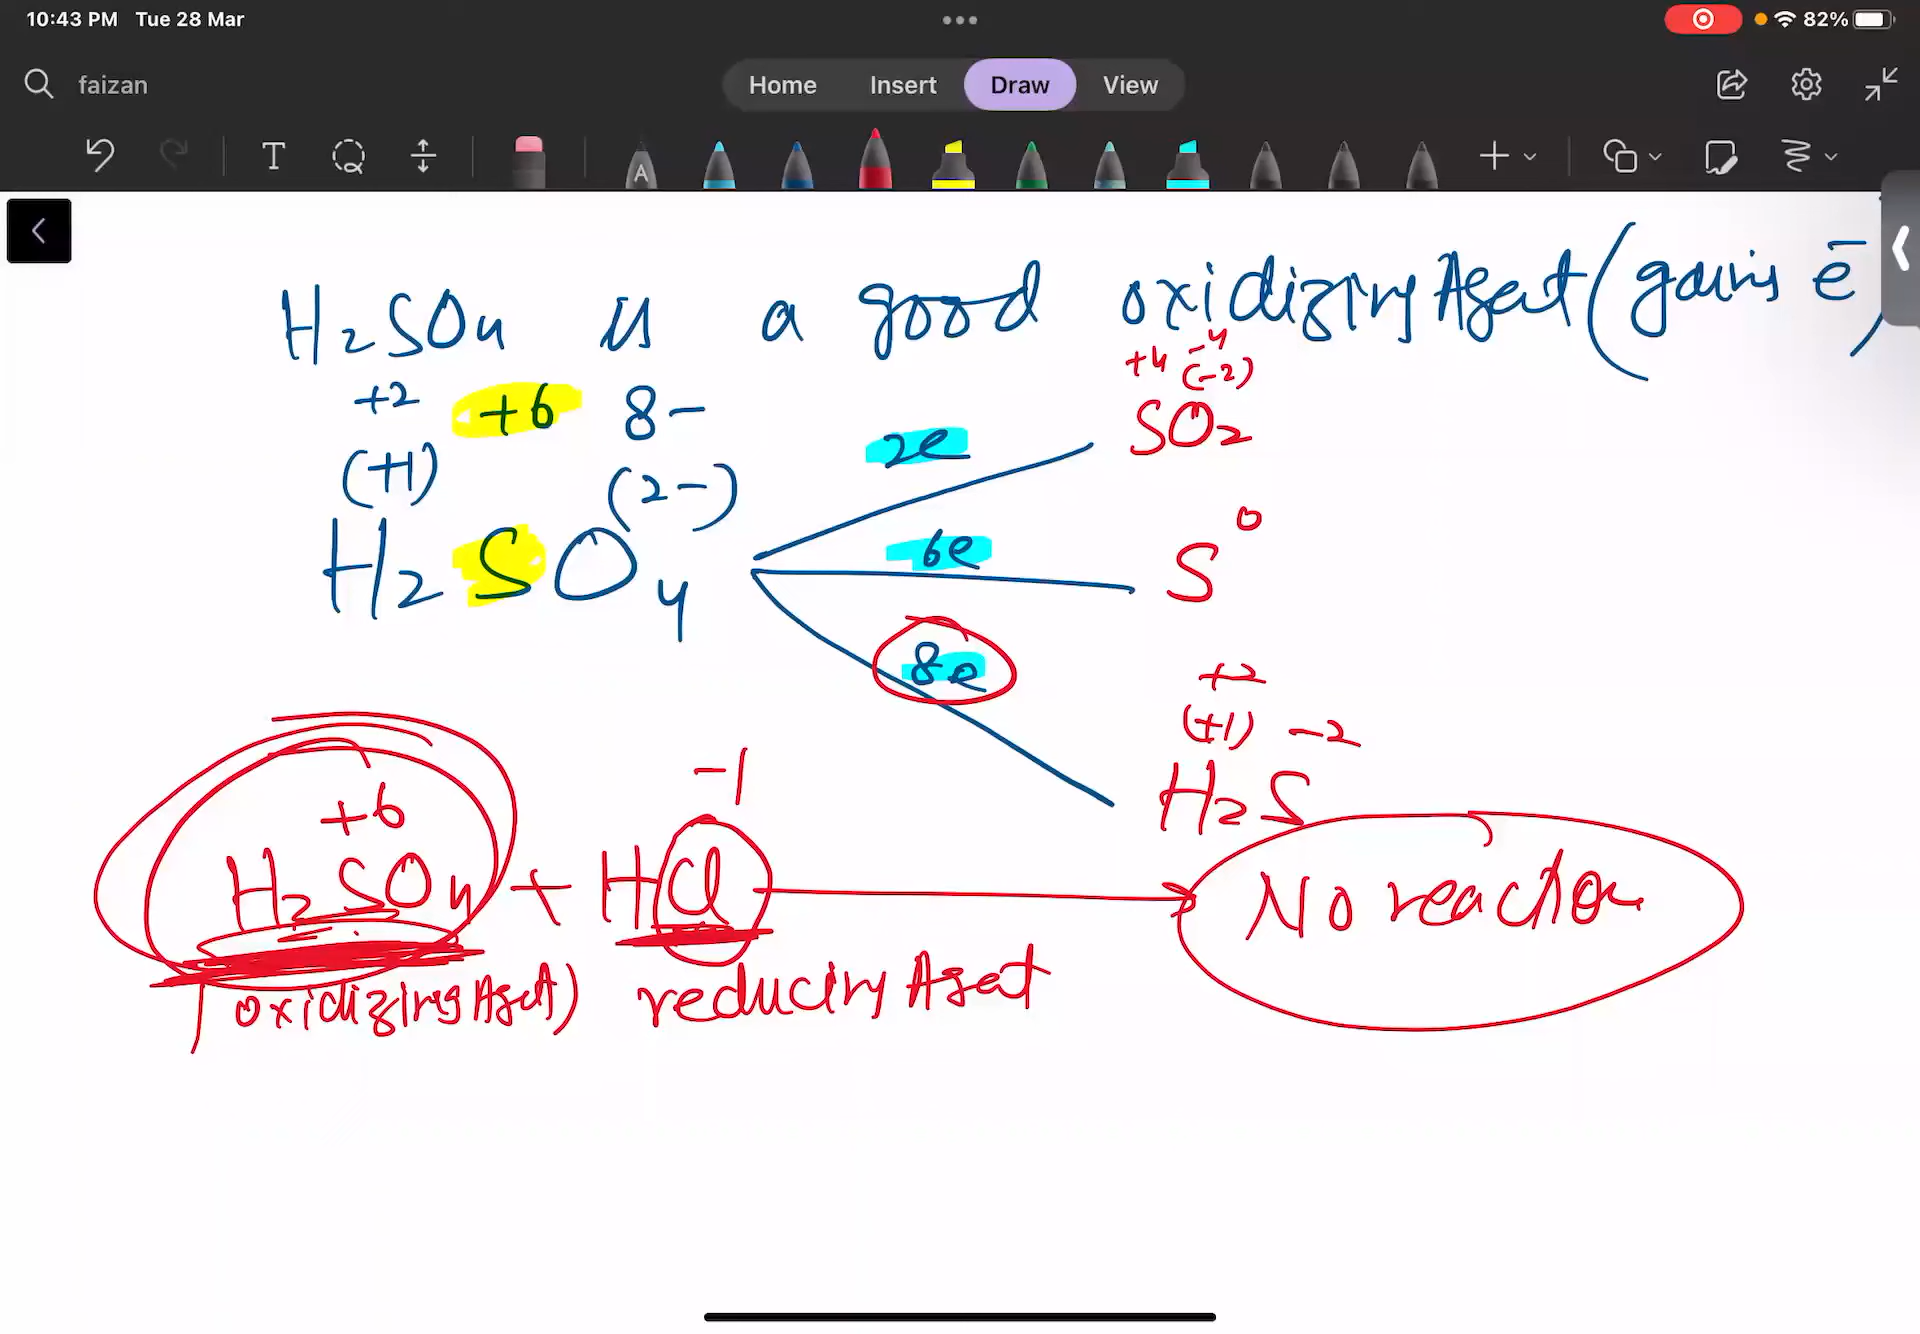 10:43 PM Tue 28 Mar
82%
faizan
Home Insert Draw View
T
A
H2SO4 is a good oxidizing Agent (gains e-)
+2 +6 8-
(+1) (2-)
H2SO4
2e
6e
8e
-4
+4 (-2)
SO2
0
S
+2
(+1) -2
H2S
+6 -1
H2SO4 + HCl → No reaction
(oxidizing Agent) reducing Agent